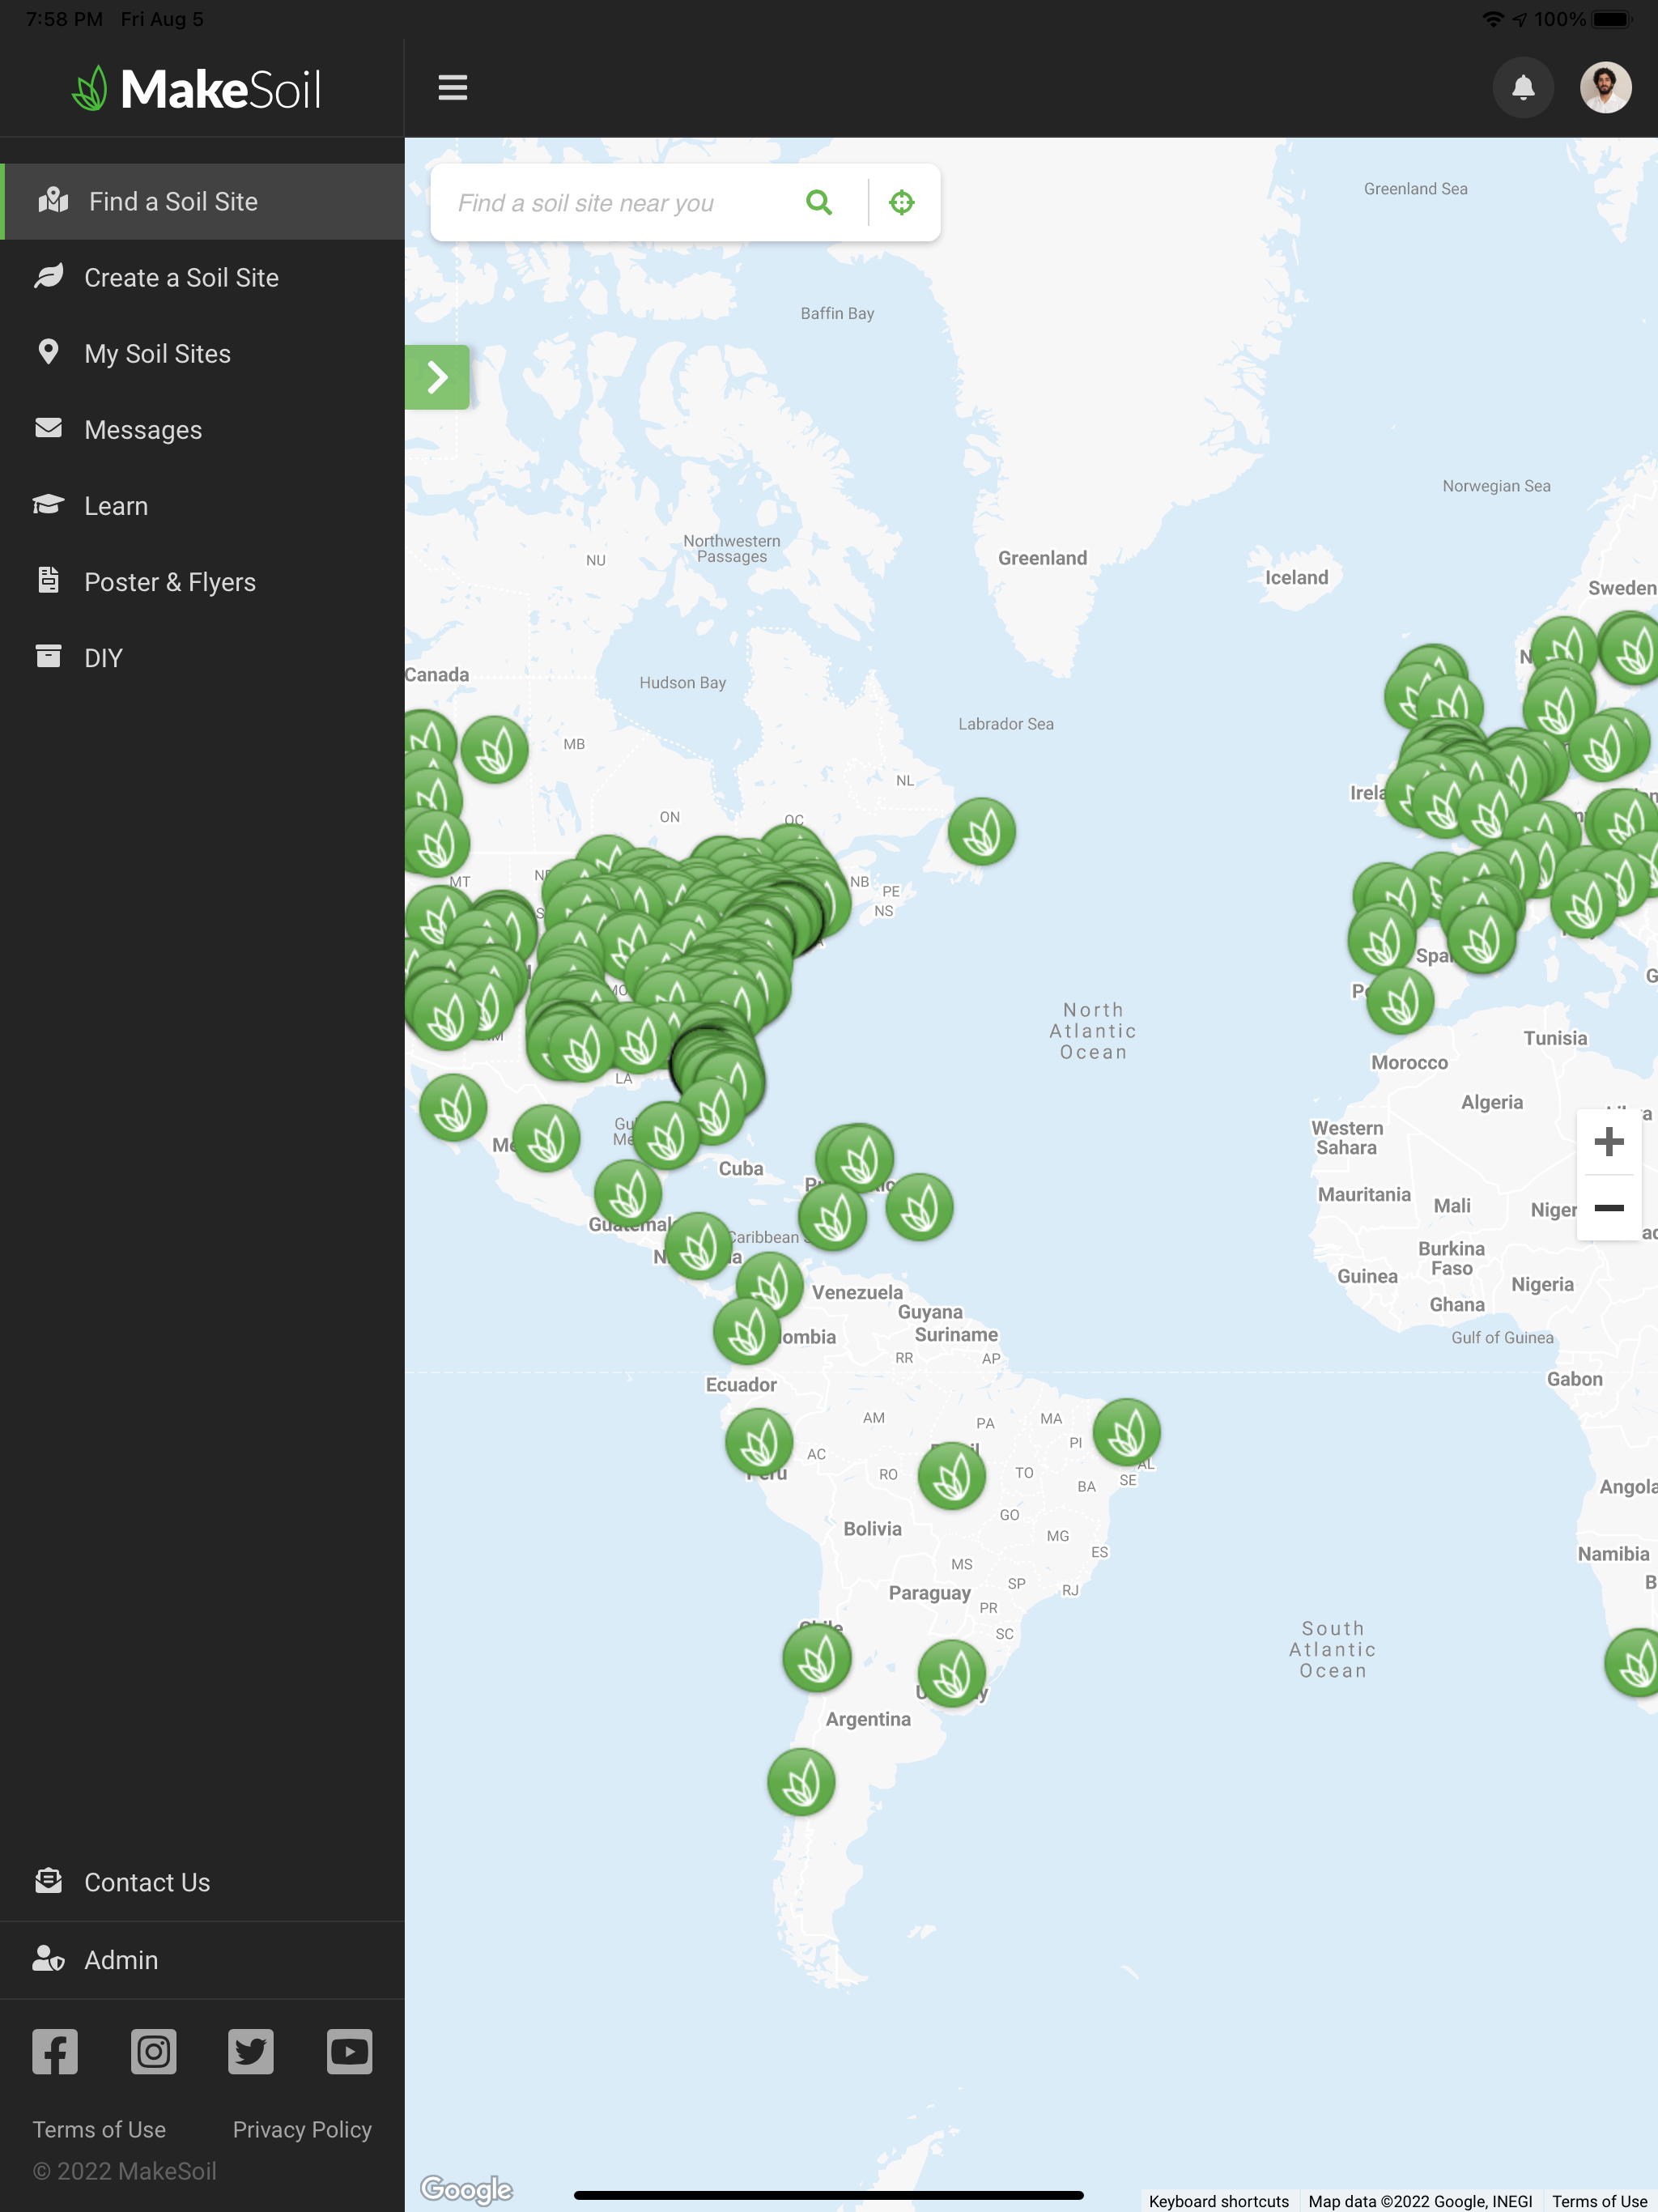 7:58 PM Fri Aug 5
100%
MakeSoil
Find a Soil Site
Create a Soil Site
My Soil Sites
Messages
Learn
Poster & Flyers
DIY
Contact Us
Admin
Terms of Use Privacy Policy
© 2022 MakeSoil
Find a soil site near you
Greenland Sea
Baffin Bay
Norwegian Sea
Northwestern
Passages
NU
Greenland
Iceland
Sweden
Canada
Hudson Bay
Labrador Sea
MB
NL
ON
QC
MT
NB
PE
NS
LA
North
Atlantic
Ocean
Tunisia
Morocco
Algeria
Western
Sahara
Cuba
Mauritania
Mali
Niger
Caribbean
Burkina
Faso
Guinea
Nigeria
Venezuela
Guyana
Ghana
Suriname
Gulf of Guinea
RR
AP
Ecuador
Gabon
AM
PA
MA
PI
AC
RO
TO
BA
AL
SE
Angola
GO
Bolivia
MG
ES
Namibia
MS
SP
RJ
Paraguay
PR
SC
South
Atlantic
Ocean
Argentina
Google
Keyboard shortcuts Map data ©2022 Google, INEGI Terms of Use